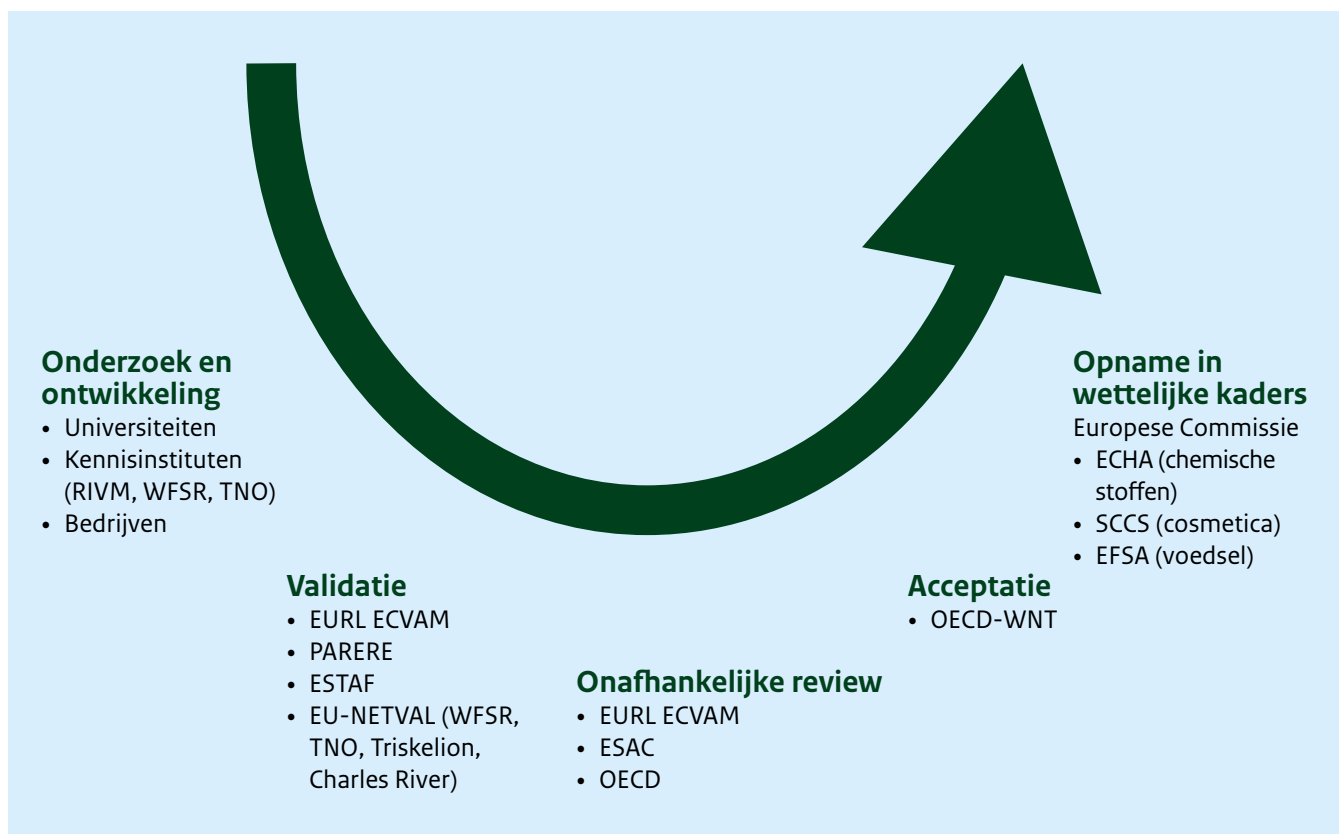 Onderzoek en
ontwikkeling
• Universiteiten
• Kennisinstituten
(RIVM, WFSR, TNO)
• Bedrijven
Validatie
• EURL ECVAM
• PARERE
• ESTAF
• EU-NETVAL (WFSR,
TNO, Triskelion,
Charles River)
Onafhankelijke review
• EURL ECVAM
• ESAC
• OECD
Acceptatie
• OECD-WNT
Opname in
wettelijke kaders
Europese Commissie
• ECHA (chemische
stoffen)
• SCCS (cosmetica)
• EFSA (voedsel)